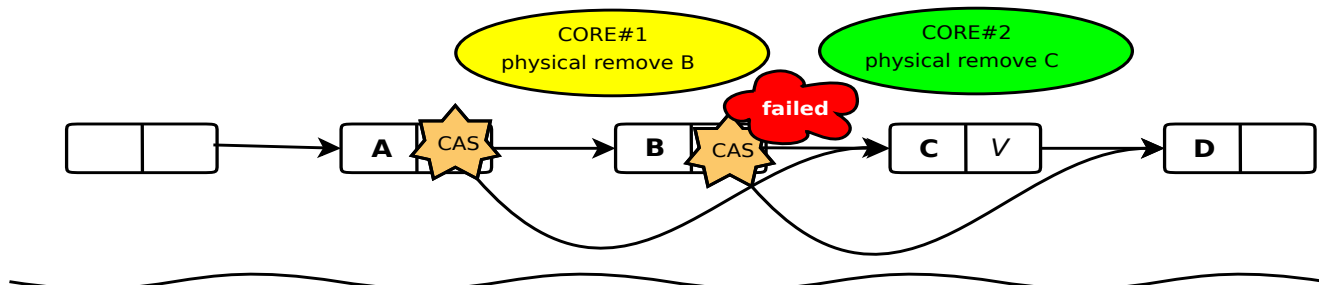 CORE#1
physical remove B
CORE#2
physical remove C
failed
A
CAS
B
CAS
C
V
D